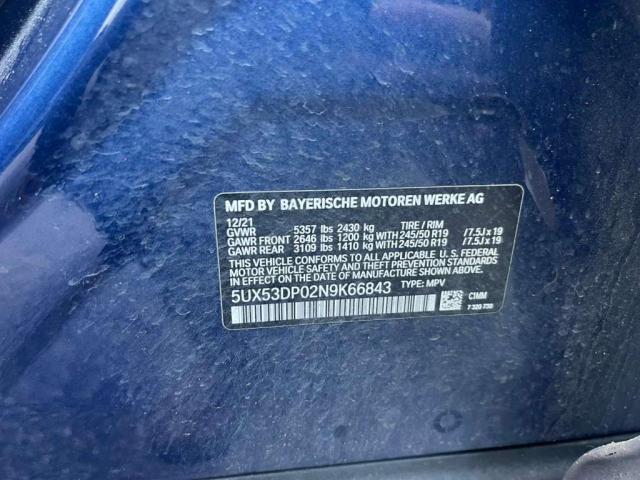 MFD BY BAYERISCHE MOTOREN WERKE AG
12/21 TIRE / RIM
GVWR 5357 lbs 2430 kg
GAWR FRONT 2646 lbs 1200 KG WITH 245/50 R19 /7.5J x 19
GAWR REAR 3109 lbs 1410 kg WITH 245/50 R19 /7.5J x 19
THIS VEHICLE CONFORMS TO ALL APPLICABLE FEDERAL MOTOR
VEHICLE SAFETY, BUMPER, AND THEFT PREVENTION STANDARDS
IN EFFECT ON THE DATE OF MANUFACTURE SHOWN ABOVE.
5UX53DP02N9K66843 TYPE: MPV
C1MM